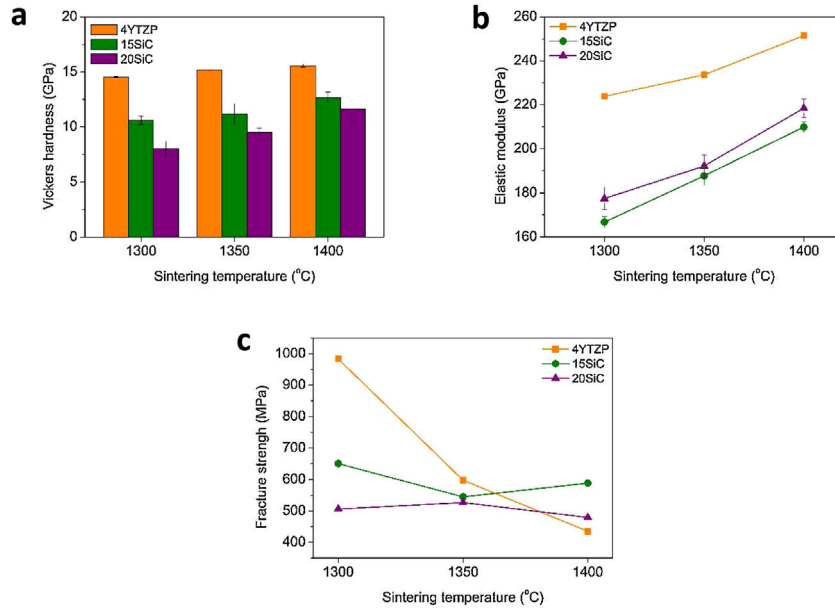 a
20
15
10
5
0
Vickers hardness (GPa)
4YTZP
15SiC
20SiC
1300 1350 1400
Sintering temperature (°C)
b
260
240
220
200
180
160
Elastic modulus (GPa)
4YTZP
15SiC
20SiC
1300 1350 1400
Sintering temperature (°C)
c
1000
900
800
700
600
500
400
Fracture strengh (MPa)
4YTZP
15SiC
20SiC
1300 1350 1400
Sintering temperature (°C)